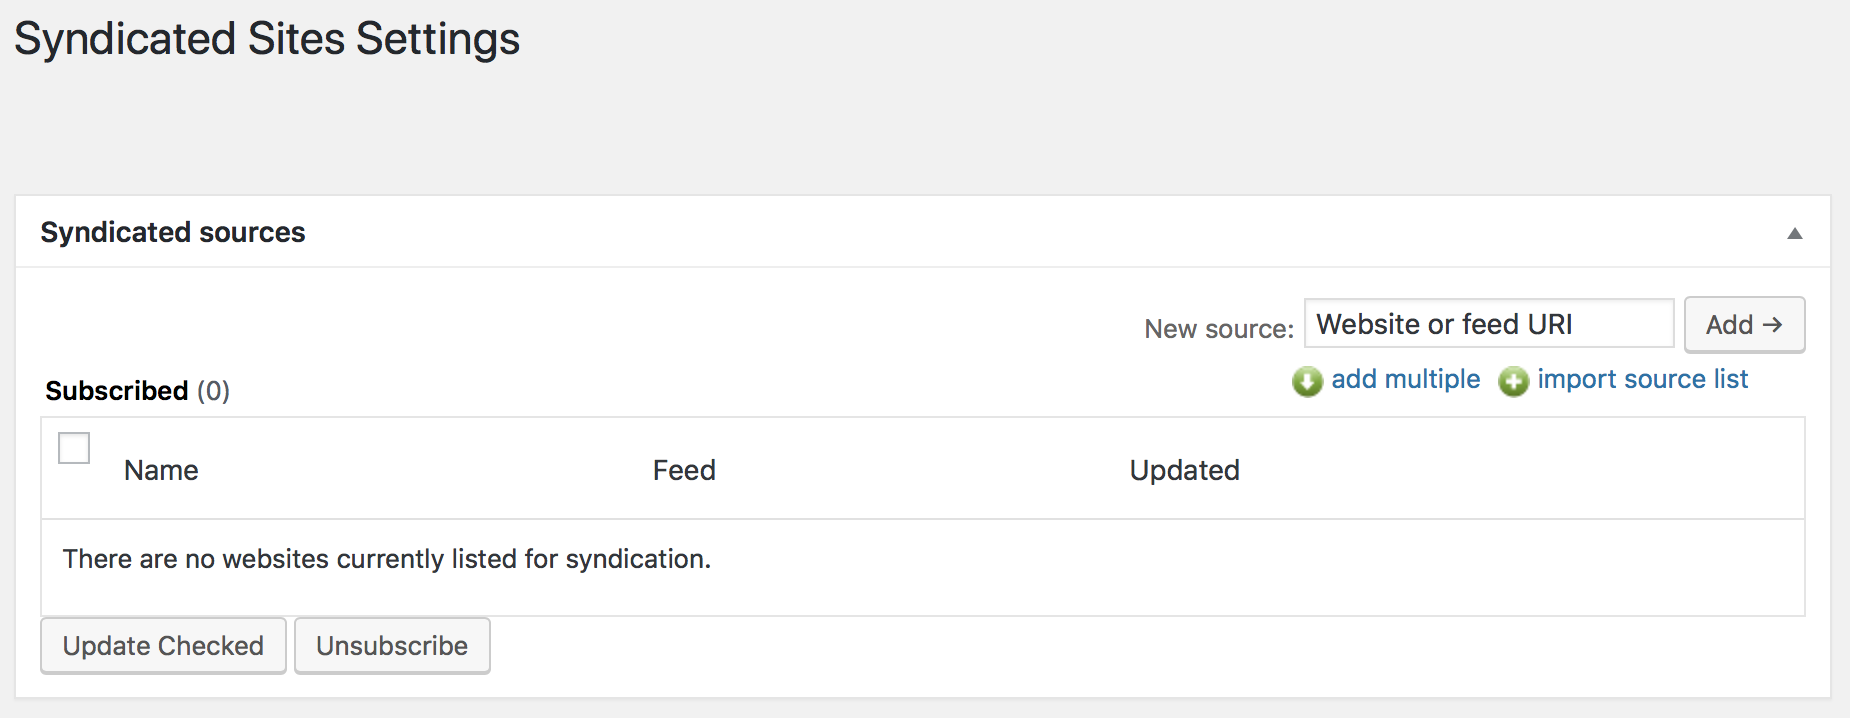 Syndicated Sites Settings
Syndicated sources
New source: Website or feed URI Add →
add multiple import source list
Subscribed (0)
Name Feed Updated
There are no websites currently listed for syndication.
Update Checked Unsubscribe